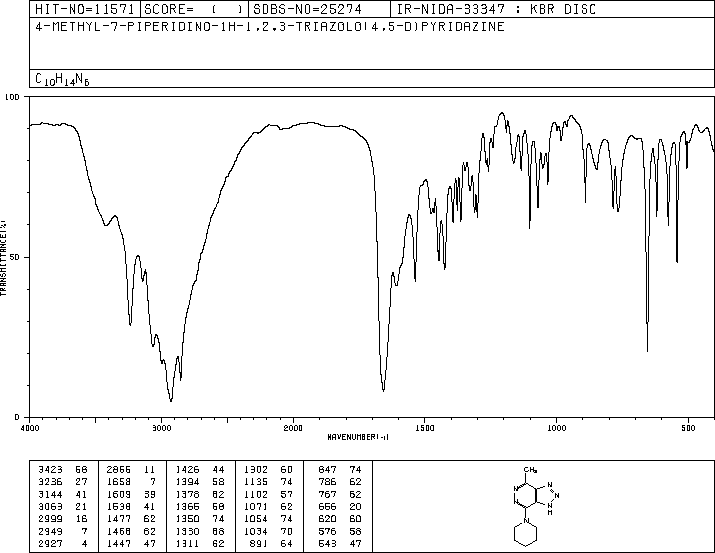 HIT-NO=11571 SCORE= ( ) SDBS-NO=25274 IR-NIDA-33347 : KBR DISC
4-METHYL-7-PIPERIDINO-1H-1,2,3-TRIAZOLO(4,5-D)PYRIDAZINE
C10H14N6
100
50
0
TRANSMITTANCE(%)
4000 3000 2000 1500 1000 500
WAVENUMBER(-1)
3423 58 2866 11 1426 44 1302 60 847 74
3236 27 1658 7 1394 58 1135 74 786 62
3144 41 1609 39 1378 62 1102 57 767 62
3063 21 1538 41 1366 58 1071 62 656 20
2999 16 1477 62 1350 74 1054 74 620 60
2949 7 1468 62 1330 68 1034 70 576 58
2927 4 1447 47 1311 62 891 64 543 47
CH3
N
N
N
N
N
H
N